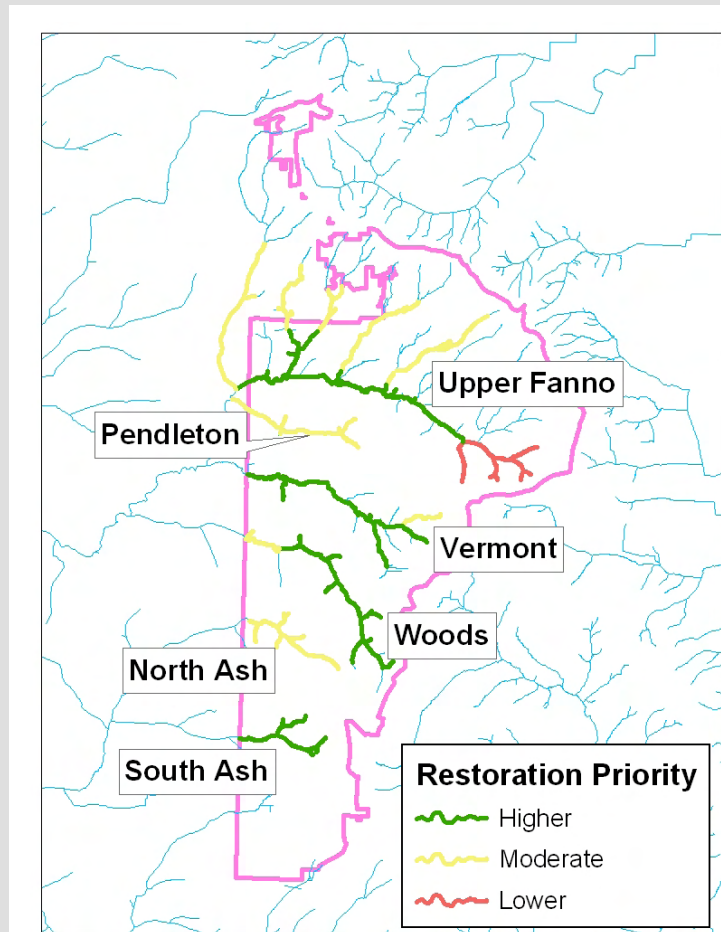 Upper Fanno
Pendleton
Vermont
Woods
North Ash
South Ash
Restoration Priority
Higher
Moderate
Lower